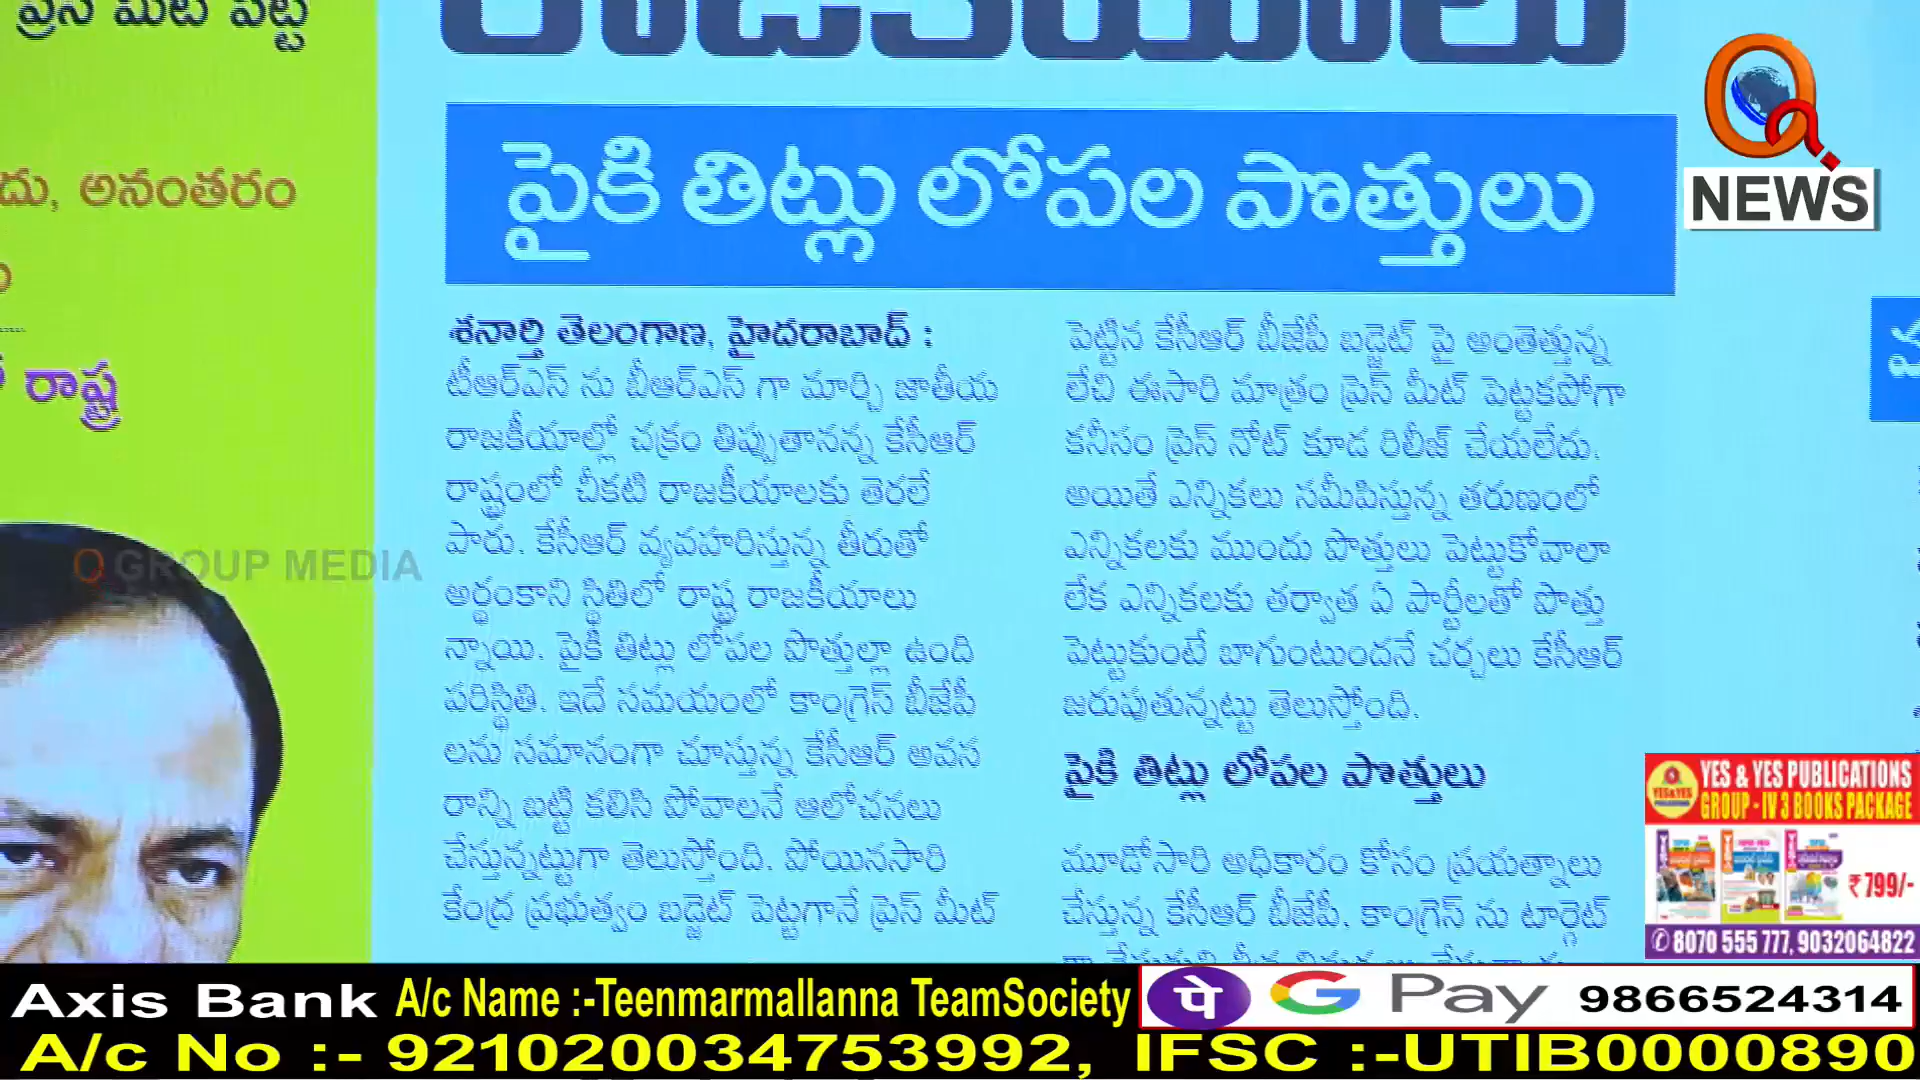 ప్రెస్ మీట్ పెట్టి
రాజకీయాలు
పైకి తిట్లు లోపల పొత్తులు
దు, అనంతరం
రాష్ట్ర
Q NEWS
Q GROUP MEDIA
శనార్తి తెలంగాణ, హైదరాబాద్ :
టీఆర్ఎస్ ను బీఆర్ఎస్ గా మార్చి జాతీయ
రాజకీయాల్లో చక్రం తిప్పుతానన్న కేసీఆర్
రాష్ట్రంలో చీకటి రాజకీయాలకు తెరలే
పారు. కేసీఆర్ వ్యవహరిస్తున్న తీరుతో
అర్థంకాని స్థితిలో రాష్ట్ర రాజకీయాలు
న్నాయి. పైకి తిట్లు లోపల పొత్తుల్లా ఉంది
పరిస్థితి. ఇదే సమయంలో కాంగ్రెస్ బీజేపీ
లను సమానంగా చూస్తున్న కేసీఆర్ అవస
రాన్ని బట్టి కలిసి పోవాలనే ఆలోచనలు
చేస్తున్నట్టుగా తెలుస్తోంది. పోయినసారి
కేంద్ర ప్రభుత్వం బడ్జెట్ పెట్టగానే ప్రెస్ మీట్
పెట్టిన కేసీఆర్ బీజేపీ బడ్జెట్ పై అంతెత్తున్న
లేచి ఈసారి మాత్రం ప్రెస్ మీట్ పెట్టకపోగా
కనీసం ప్రెస్ నోట్ కూడ రిలీజ్ చేయలేదు.
అయితే ఎన్నికలు సమీపిస్తున్న తరుణంలో
ఎన్నికలకు ముందు పొత్తులు పెట్టుకోవాలా
లేక ఎన్నికలకు తర్వాత ఏ పార్టీలతో పొత్తు
పెట్టుకుంటే బాగుంటుందనే చర్చలు కేసీఆర్
జరుపుతున్నట్టు తెలుస్తోంది.
పైకి తిట్లు లోపల పొత్తులు
మూడోసారి అధికారం కోసం ప్రయత్నాలు
చేస్తున్న కేసీఆర్ బీజేపీ, కాంగ్రెస్ ను టార్గెట్
YES & YES PUBLICATIONS
GROUP - IV 3 BOOKS PACKAGE
YES&YES
₹ 799/-
8070 555 777, 9032064822
Axis Bank A/c Name :-Teenmarmallanna TeamSociety
पे G Pay 9866524314
A/c No :- 921020034753992, IFSC :-UTIB0000890